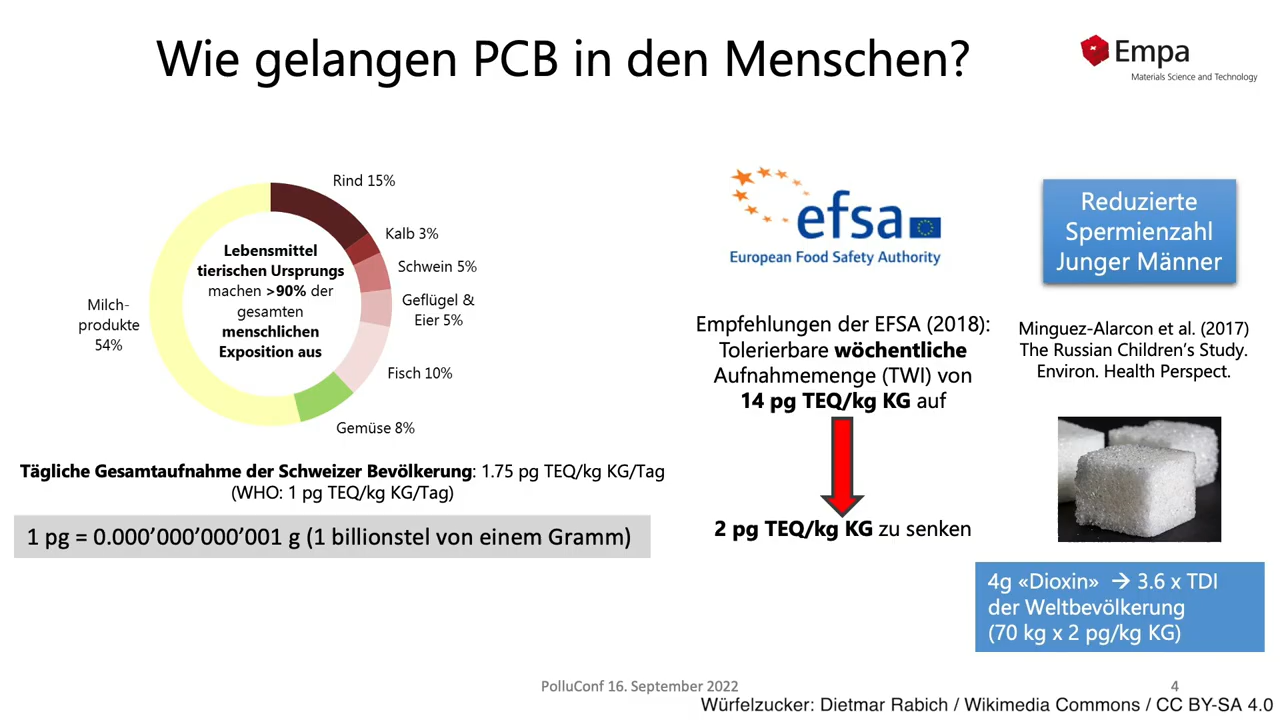 Wie gelangen PCB in den Menschen?
Empa
Materials Science and Technology
Rind 15%
Kalb 3%
Schwein 5%
Geflügel &
Eier 5%
Fisch 10%
Gemüse 8%
Milch-
produkte
54%
Lebensmittel
tierischen Ursprungs
machen >90% der
gesamten
menschlichen
Exposition aus
Tägliche Gesamtaufnahme der Schweizer Bevölkerung: 1.75 pg TEQ/kg KG/Tag
(WHO: 1 pg TEQ/kg KG/Tag)
1 pg = 0.000’000’000’001 g (1 billionstel von einem Gramm)
efsa
European Food Safety Authority
Empfehlungen der EFSA (2018):
Tolerierbare wöchentliche
Aufnahmemenge (TWI) von
14 pg TEQ/kg KG auf
2 pg TEQ/kg KG zu senken
Reduzierte
Spermienzahl
Junger Männer
Minguez-Alarcon et al. (2017)
The Russian Children’s Study.
Environ. Health Perspect.
4g «Dioxin» → 3.6 x TDI
der Weltbevölkerung
(70 kg x 2 pg/kg KG)
PolluConf 16. September 2022
4
Würfelzucker: Dietmar Rabich / Wikimedia Commons / CC BY-SA 4.0